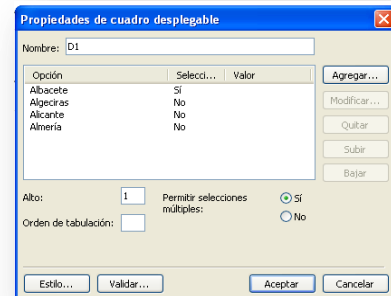 Propiedades de cuadro desplegable
Nombre: D1
Opción Selecci... Valor
Albacete Sí
Algeciras No
Alicante No
Almería No
Agregar...
Modificar...
Quitar
Subir
Bajar
Alto: 1
Permitir selecciones múltiples:
Sí
No
Orden de tabulación:
Estilo... Validar... Aceptar Cancelar